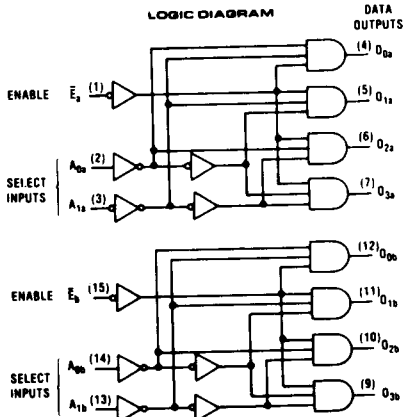 LOGIC DIAGRAM
DATA OUTPUTS
(4) O0a
ENABLE Ēa (1)
(5) O1a
(6) O2a
A0a (2)
SELECT INPUTS
A1a (3)
(7) O3a
(12) O0b
ENABLE Ēb (15)
(11) O1b
(10) O2b
A0b (14)
SELECT INPUTS
A1b (13)
(9) O3b